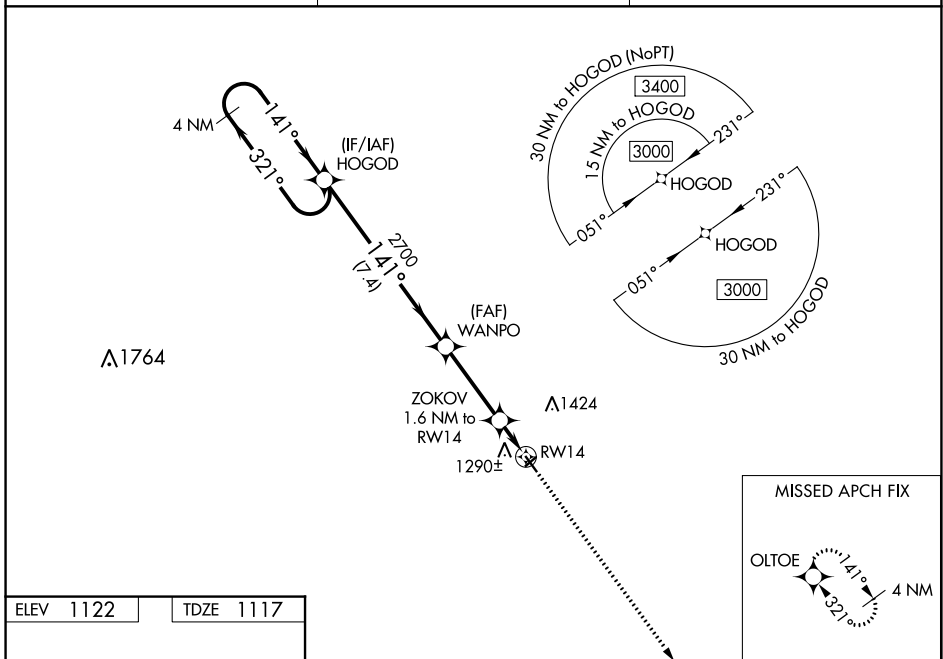 30 NM to HOGOD (NoPT)
3400
15 NM to HOGOD
3000
231°
HOGOD
051°
231°
HOGOD
051°
3000
30 NM to HOGOD
4 NM
141°
321°
(IF/IAF)
HOGOD
2700
141°
(7.4)
(FAF)
WANPO
1764
ZOKOV
1.6 NM to
RW14
1424
1290±
RW14
MISSED APCH FIX
OLTOE
141°
321°
4 NM
ELEV 1122
TDZE 1117